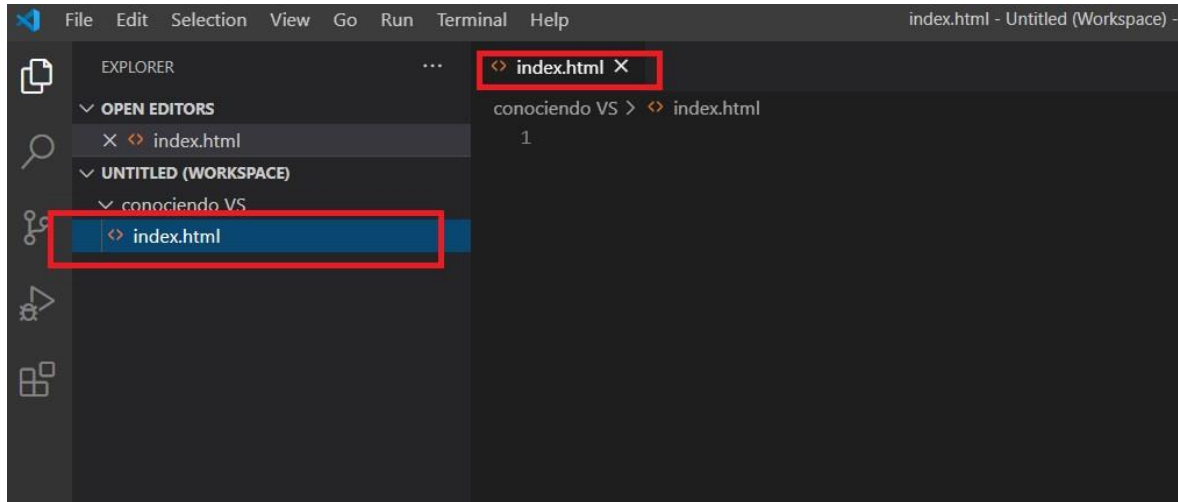 File Edit Selection View Go Run Terminal Help index.html - Untitled (Workspace) -
EXPLORER ...
index.html
OPEN EDITORS
index.html
UNTITLED (WORKSPACE)
conociendo VS
index.html
conociendo VS > index.html
1